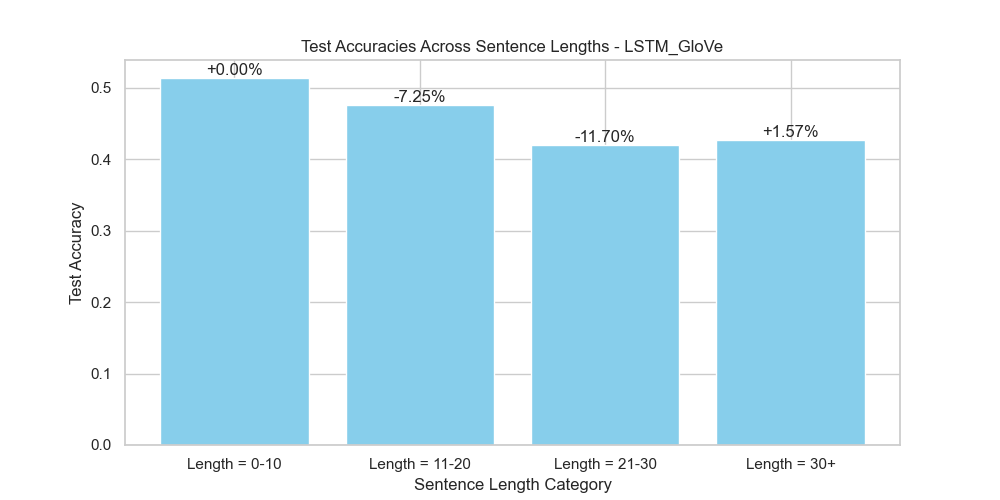 Test Accuracies Across Sentence Lengths - LSTM_GloVe
+0.00%
-7.25%
-11.70%
+1.57%
0.5
0.4
0.3
0.2
0.1
0.0
Test Accuracy
Length = 0-10
Length = 11-20
Length = 21-30
Length = 30+
Sentence Length Category